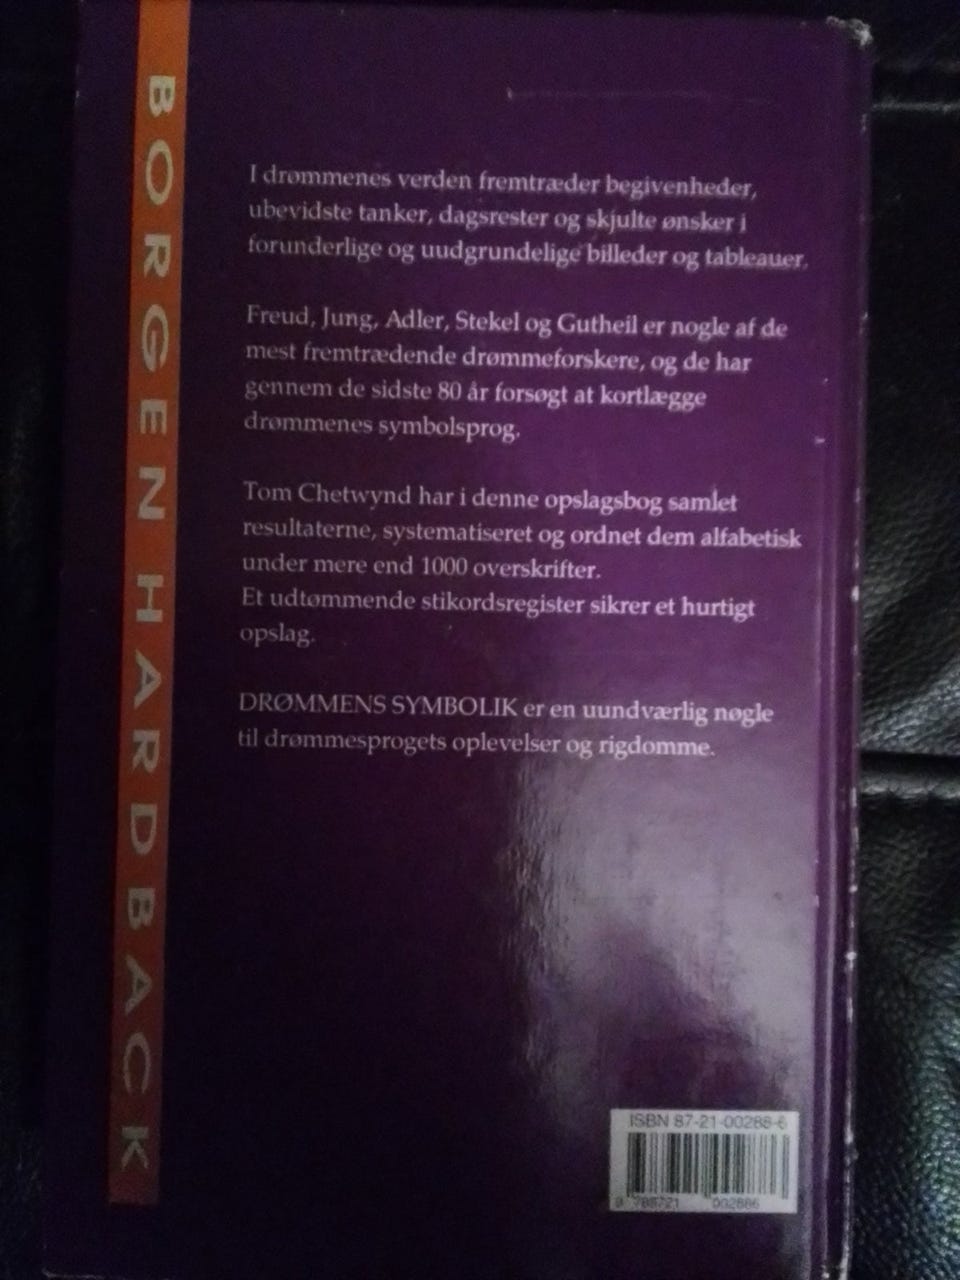 BORGEN HARDBACK
I drømmenes verden fremtræder begivenheder,
ubevidste tanker, dagsrester og skjulte ønsker i
forunderlige og uudgrundelige billeder og tableauer.
Freud, Jung, Adler, Stekel og Gutheil er nogle af de
mest fremtrædende drømmeforskere, og de har
gennem de sidste 80 år forsøgt at kortlægge
drømmenes symbolsprog.
Tom Chetwynd har i denne opslagsbog samlet
resultaterne, systematiseret og ordnet dem alfabetisk
under mere end 1000 overskrifter.
Et udtømmende stikordsregister sikrer et hurtigt
opslag.
DRØMMENS SYMBOLIK er en uundværlig nøgle
til drømmesprogets oplevelser og rigdomme.
ISBN 87-21-00288-6
9 788721 002886